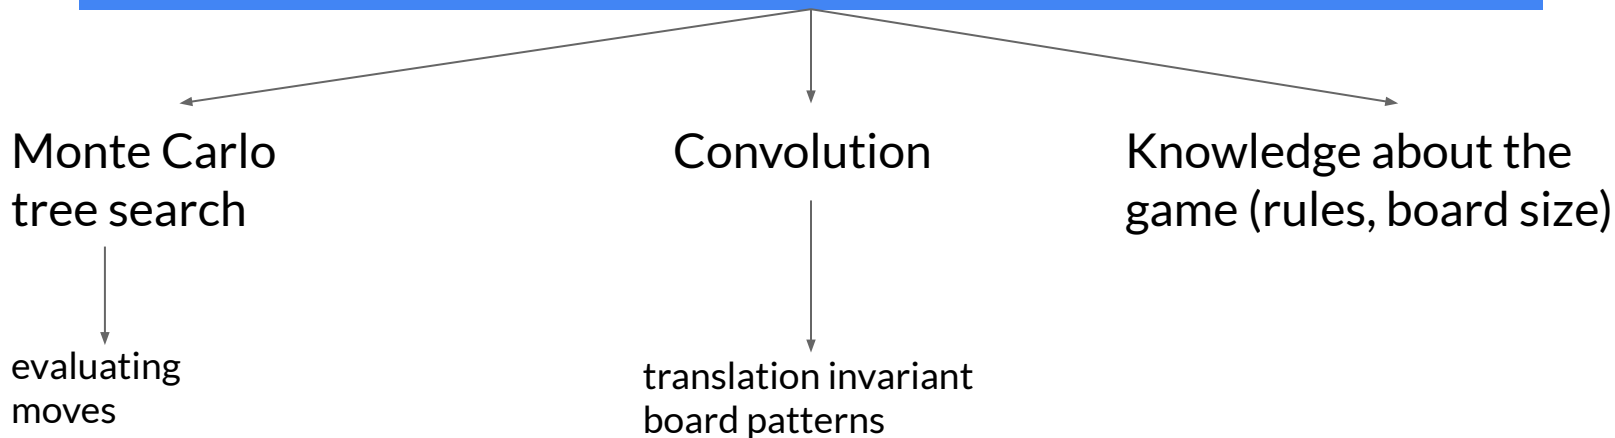 Monte Carlo
tree search
Convolution
Knowledge about the
game (rules, board size)
evaluating
moves
translation invariant
board patterns